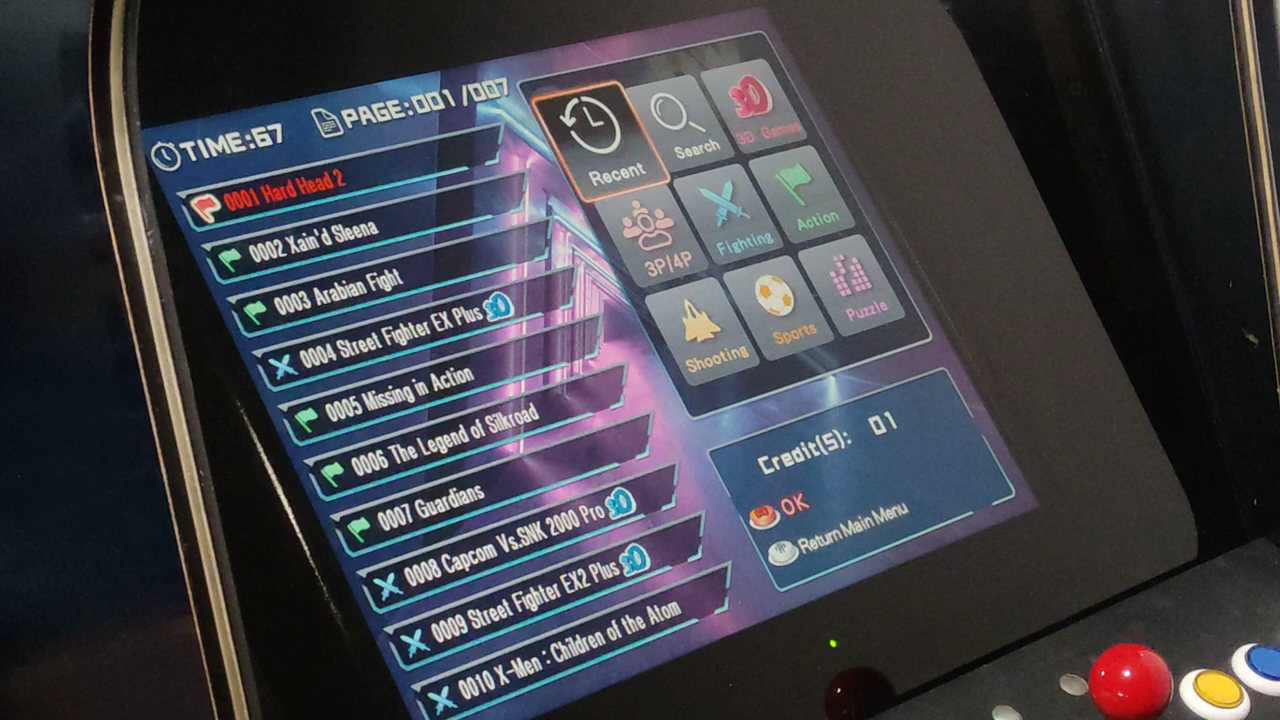 TIME:67
PAGE:001/007
0001 Hard Head 2
0002 Xain'd Sleena
0003 Arabian Fight
0004 Street Fighter EX Plus 3D
0005 Missing in Action
0006 The Legend of Silkroad
0007 Guardians
0008 Capcom Vs.SNK 2000 Pro 3D
0009 Street Fighter EX2 Plus 3D
0010 X-Men : Children of the Atom
Recent
Search
3D
3D Games
3P/4P
Fighting
Action
Shooting
Sports
Puzzle
Credit(S): 01
OK
Return Main Menu